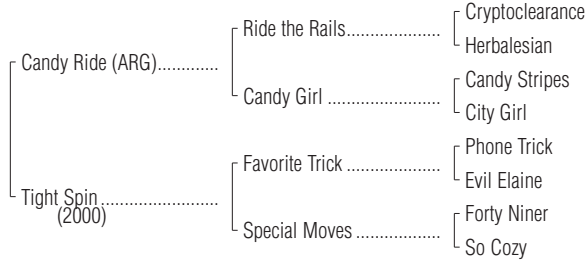 Cryptoclearance
Ride the Rails....................
Herbalesian
Candy Ride (ARG).............
Candy Stripes
Candy Girl ........................
City Girl
Phone Trick
Favorite Trick ....................
Evil Elaine
Tight Spin .........................
(2000)
Forty Niner
Special Moves ..................
So Cozy